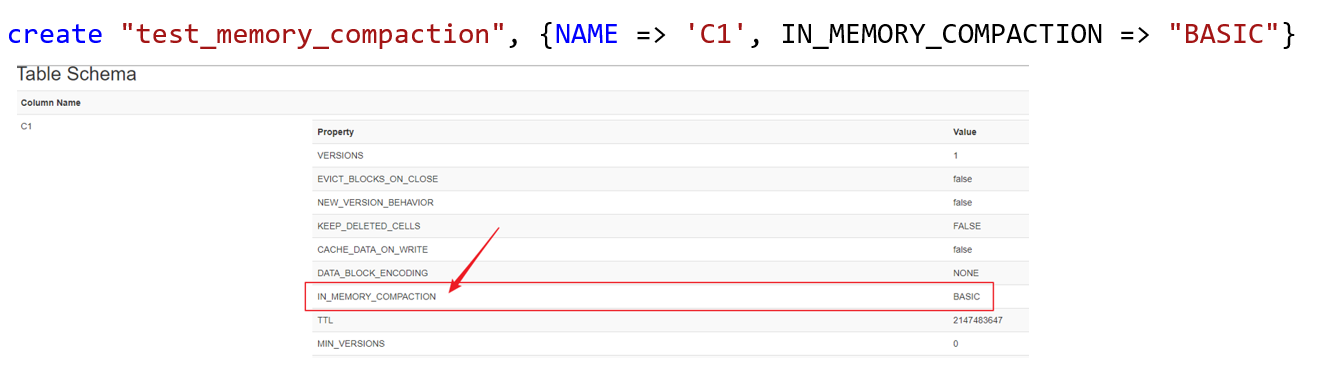 create "test_memory_compaction", {NAME => 'C1', IN_MEMORY_COMPACTION => "BASIC"}
Table Schema
Column Name
C1
Property Value
VERSIONS 1
EVICT_BLOCKS_ON_CLOSE false
NEW_VERSION_BEHAVIOR false
KEEP_DELETED_CELLS FALSE
CACHE_DATA_ON_WRITE false
DATA_BLOCK_ENCODING NONE
IN_MEMORY_COMPACTION BASIC
TTL 2147483647
MIN_VERSIONS 0